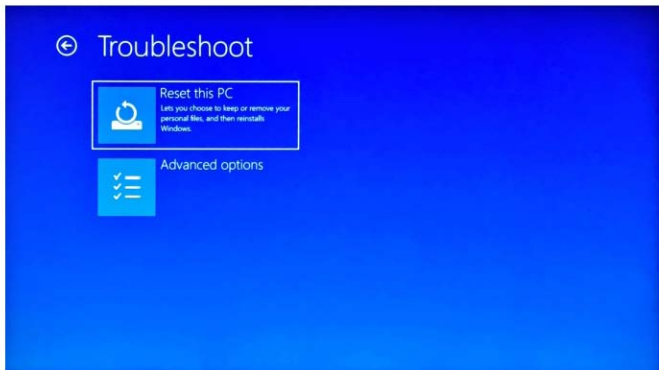 Troubleshoot
Reset this PC
Lets you choose to keep or remove your
personal files, and then reinstalls
Windows.
Advanced options